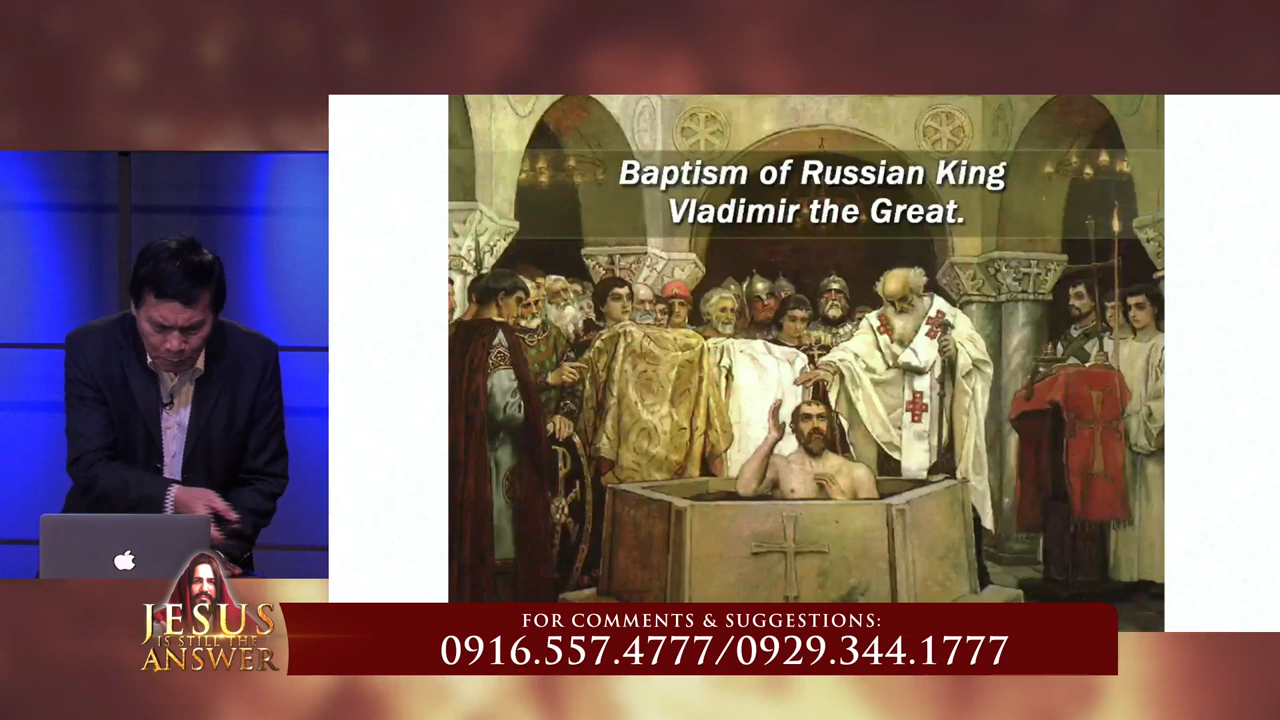 Baptism of Russian King
Vladimir the Great.
JESUS
IS STILL THE
ANSWER
FOR COMMENTS & SUGGESTIONS:
0916.557.4777/0929.344.1777